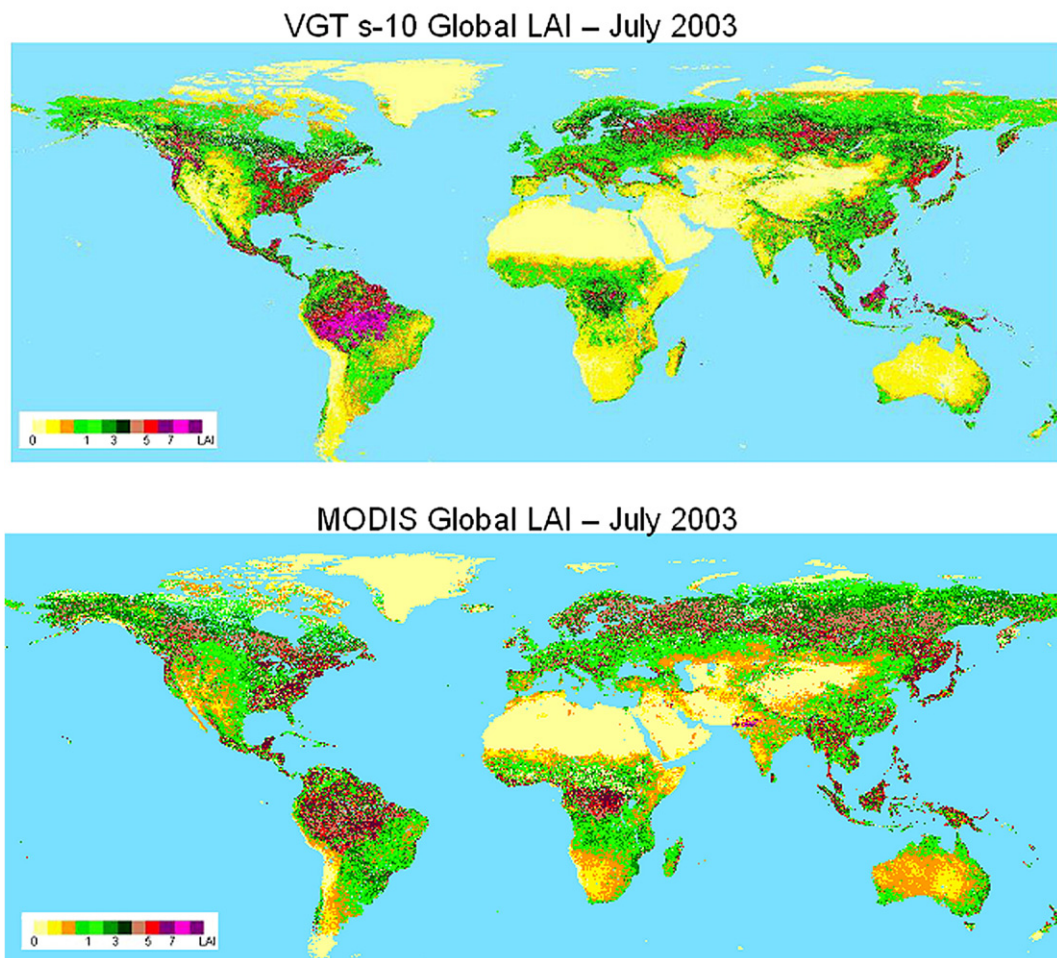 VGT s-10 Global LAI – July 2003
0 1 3 5 7 LAI
MODIS Global LAI – July 2003
0 1 3 5 7 LAI